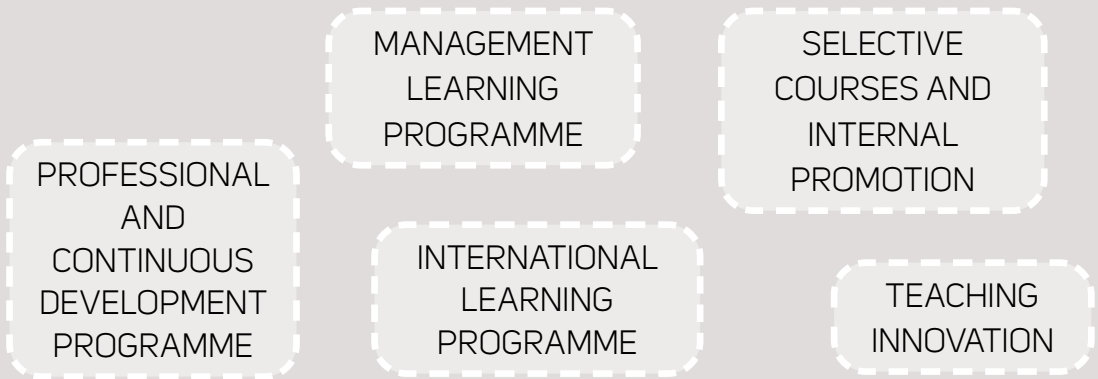 MANAGEMENT
LEARNING
PROGRAMME
SELECTIVE
COURSES AND
INTERNAL
PROMOTION
PROFESSIONAL
AND
CONTINUOUS
DEVELOPMENT
PROGRAMME
INTERNATIONAL
LEARNING
PROGRAMME
TEACHING
INNOVATION